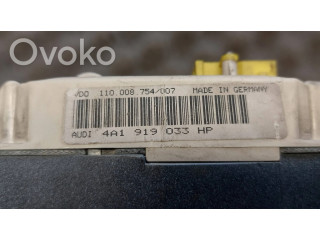 Ovoko
VDO 110.008.754/007 MADE IN GERMANY
AUDI 4A1 919 033 HP